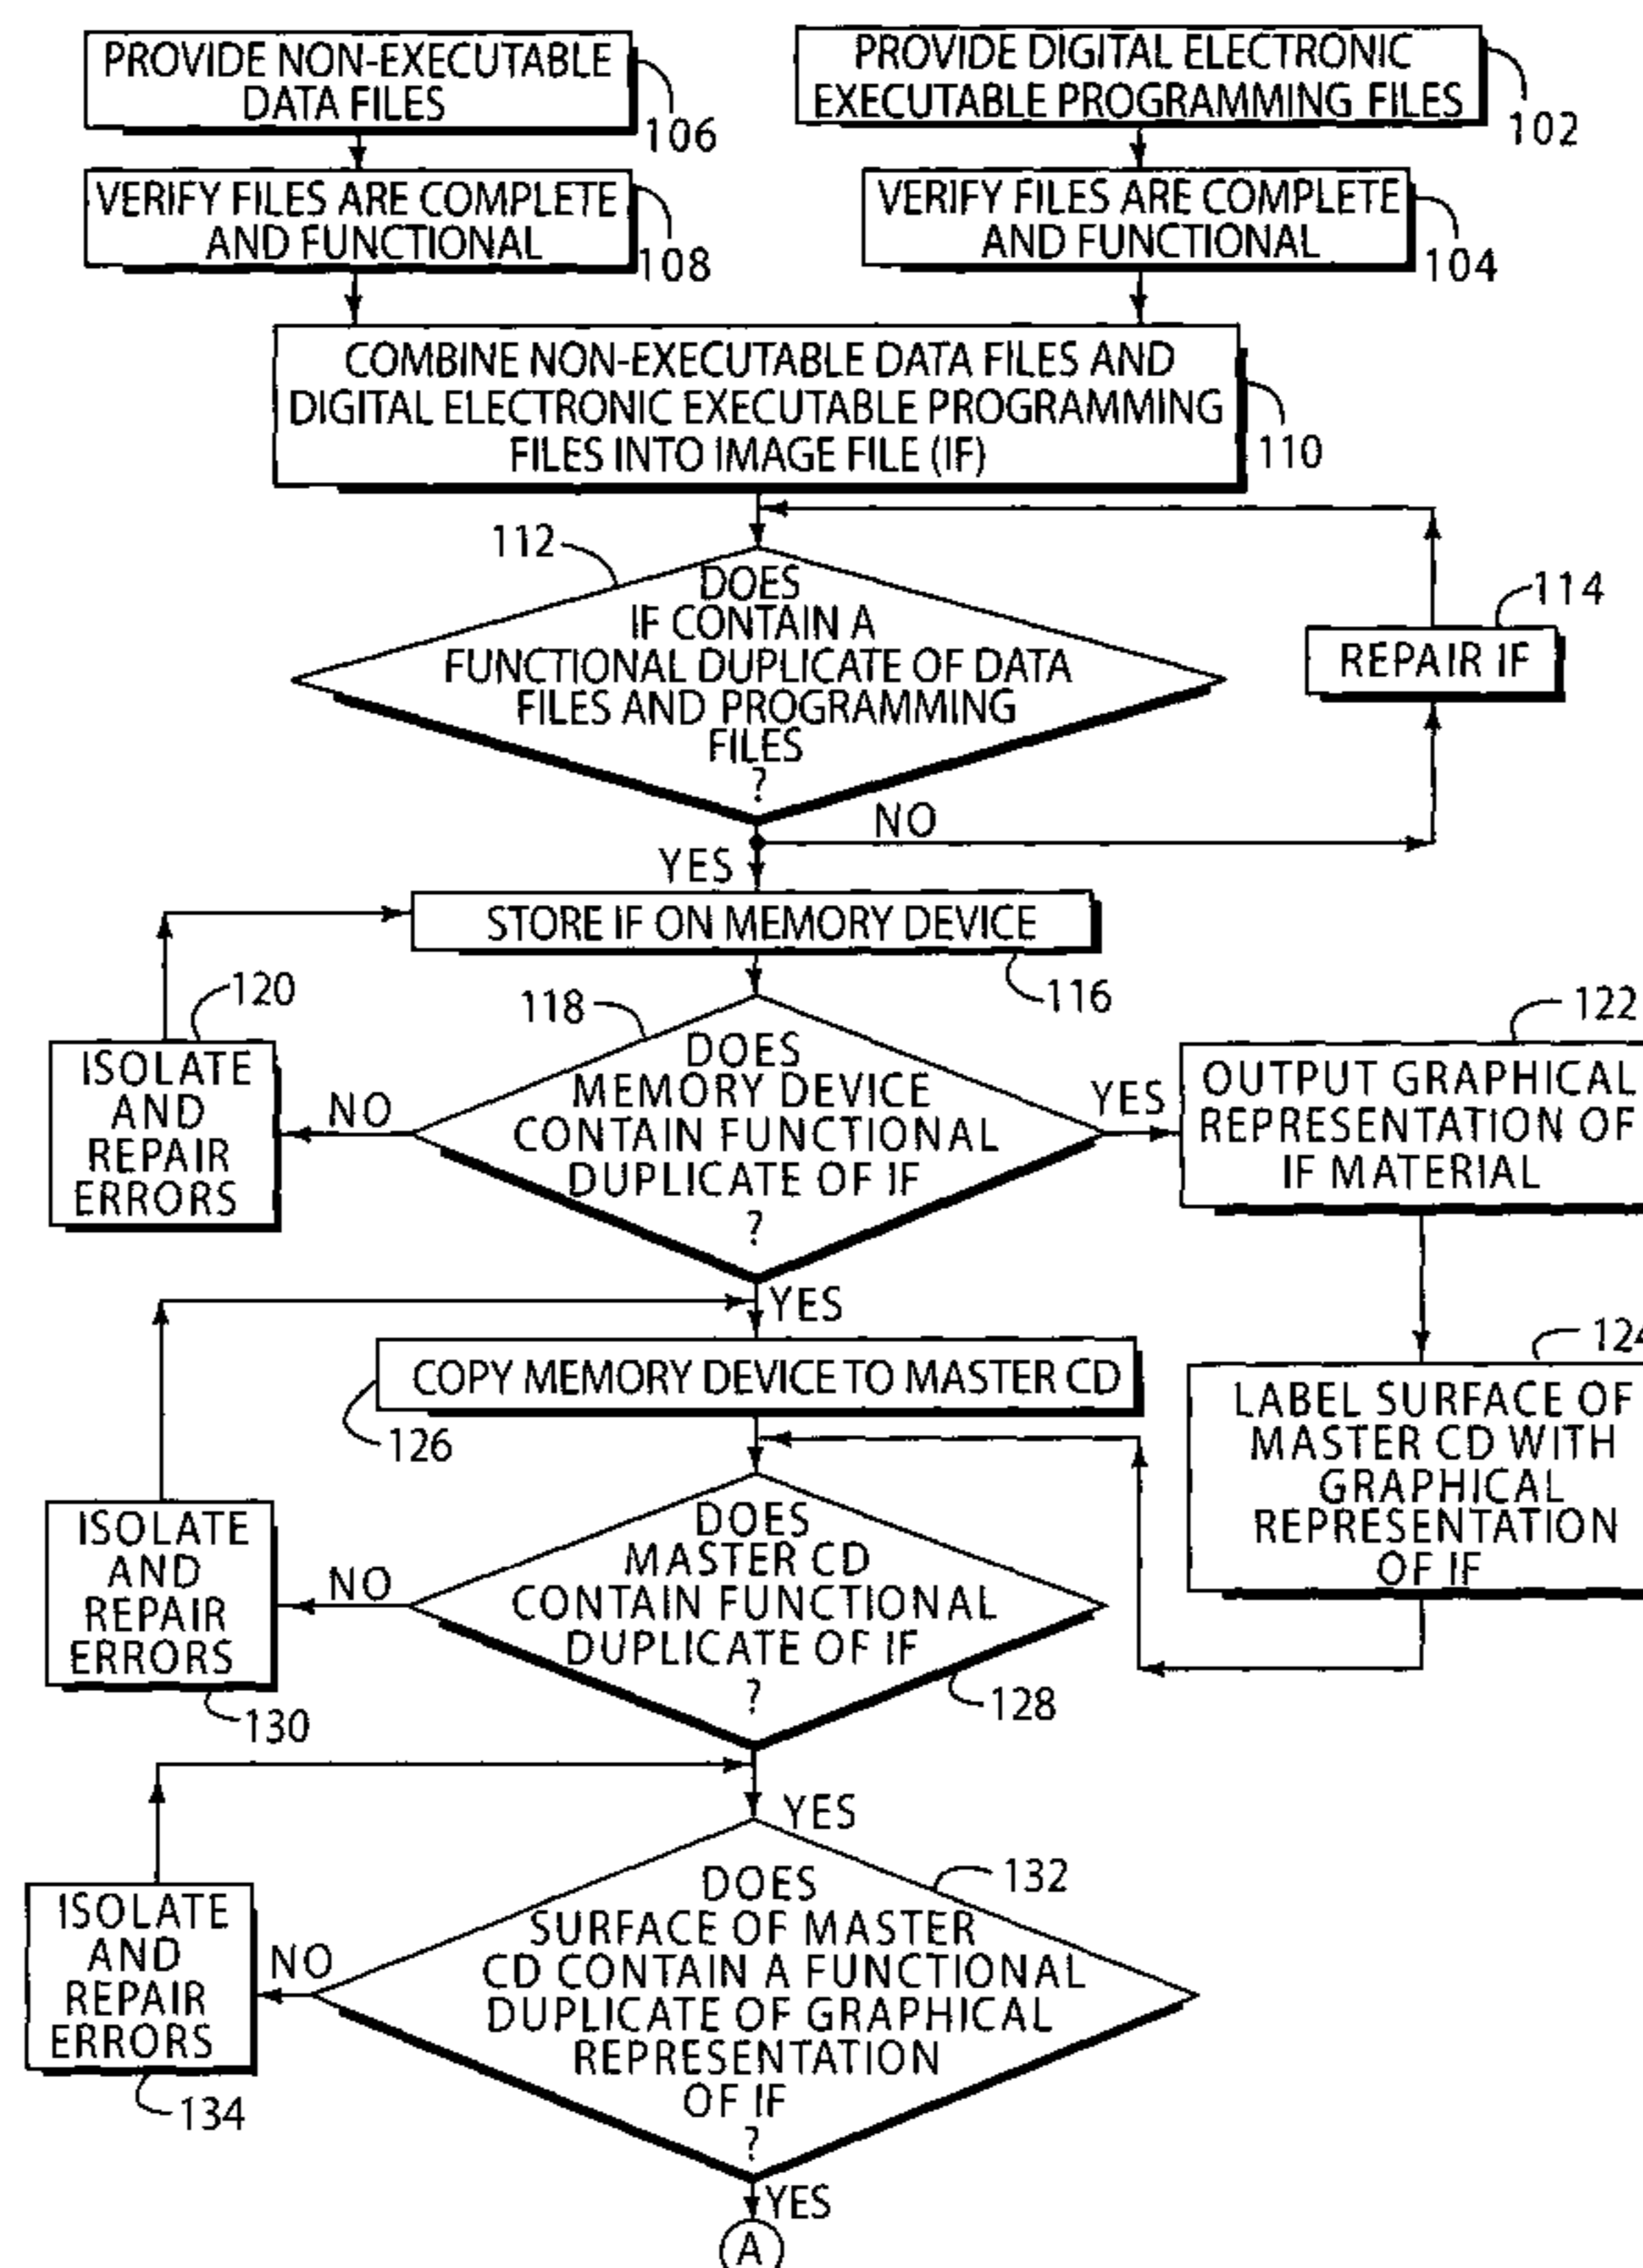 PROVIDE NON-EXECUTABLE
DATA FILES
106
PROVIDE DIGITAL ELECTRONIC
EXECUTABLE PROGRAMMING FILES
102
VERIFY FILES ARE COMPLETE
AND FUNCTIONAL
108
VERIFY FILES ARE COMPLETE
AND FUNCTIONAL
104
COMBINE NON-EXECUTABLE DATA FILES AND
DIGITAL ELECTRONIC EXECUTABLE PROGRAMMING
FILES INTO IMAGE FILE (IF)
110
112
DOES
IF CONTAIN A
FUNCTIONAL DUPLICATE OF DATA
FILES AND PROGRAMMING
FILES
?
114
REPAIR IF
NO
YES
STORE IF ON MEMORY DEVICE
116
120
ISOLATE
AND
REPAIR
ERRORS
NO
118
DOES
MEMORY DEVICE
CONTAIN FUNCTIONAL
DUPLICATE OF IF
?
YES
122
OUTPUT GRAPHICAL
REPRESENTATION OF
IF MATERIAL
YES
COPY MEMORY DEVICE TO MASTER CD
126
124
LABEL SURFACE OF
MASTER CD WITH
GRAPHICAL
REPRESENTATION
OF IF
ISOLATE
AND
REPAIR
ERRORS
130
NO
DOES
MASTER CD
CONTAIN FUNCTIONAL
DUPLICATE OF IF
?
128
YES
132
DOES
SURFACE OF MASTER
CD CONTAIN A FUNCTIONAL
DUPLICATE OF GRAPHICAL
REPRESENTATION
OF IF
?
NO
ISOLATE
AND
REPAIR
ERRORS
134
YES
A